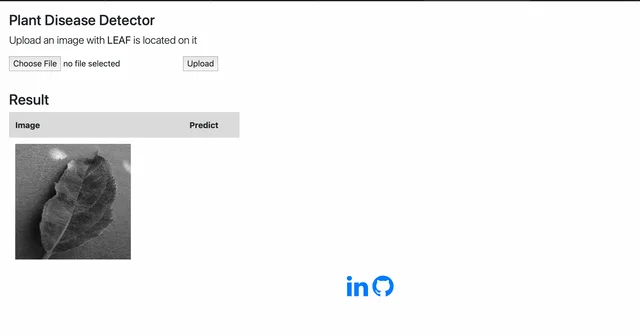 Plant Disease Detector
Upload an image with LEAF is located on it
Choose File no file selected Upload
Result
Image Predict
in